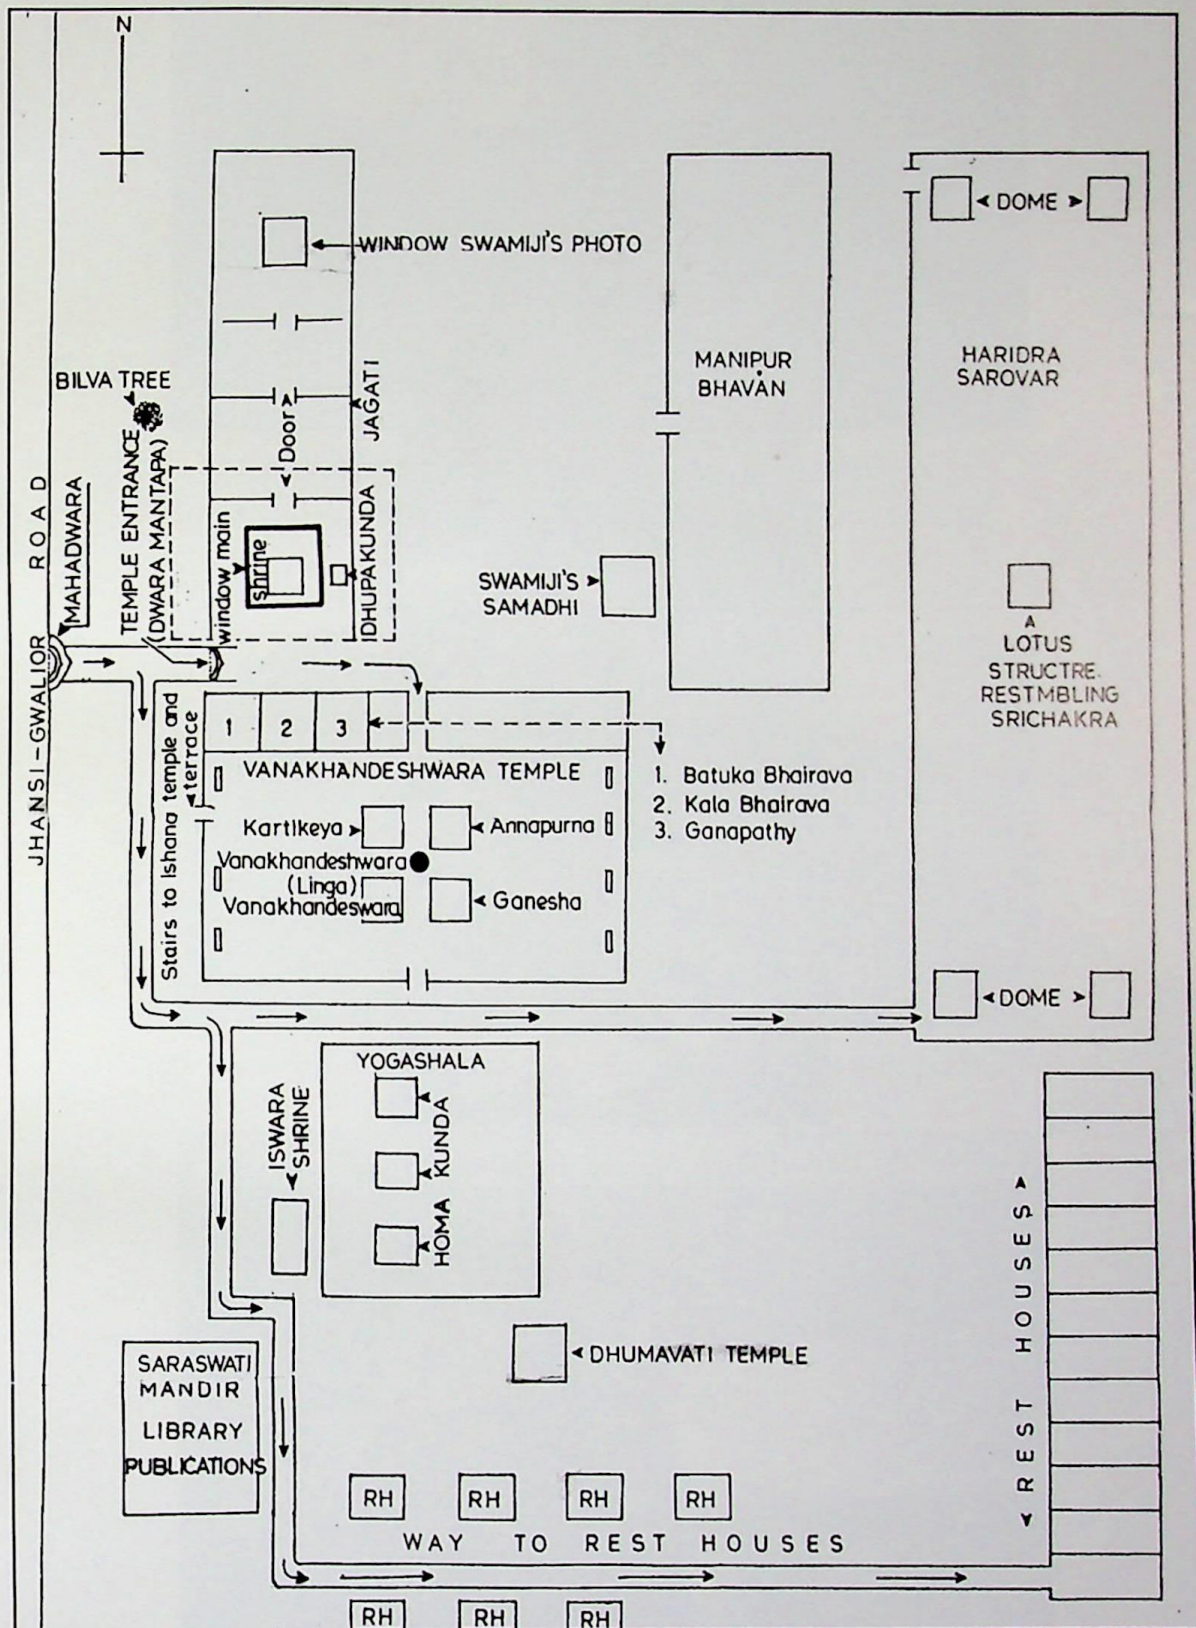 N
DOME
WINDOW SWAMIJI'S PHOTO
MANIPUR
BHAVAN
HARIDRA
SAROVAR
BILVA TREE
JAGATI
Door
TEMPLE ENTRANCE
(DWARA MANTAPA)
MAHADWARA
JHANSI-GWALIOR ROAD
window main
shrine
DHUPAKUNDA
SWAMIJI'S
SAMADHI
LOTUS
STRUCTRE
RESTMBLING
SRICHAKRA
Stairs to Ishana temple and
terrace
1 2 3
VANAKHANDESHWARA TEMPLE
1. Batuka Bhairava
2. Kala Bhairava
3. Ganapathy
Kartikeya
Annapurna
Vanakhandeshwara
(Linga)
Vanakhandeswara
Ganesha
DOME
YOGASHALA
ISWARA
SHRINE
HOMA KUNDA
REST HOUSES
DHUMAVATI TEMPLE
SARASWATI
MANDIR
LIBRARY
PUBLICATIONS
RH RH RH RH
WAY TO REST HOUSES
RH RH RH